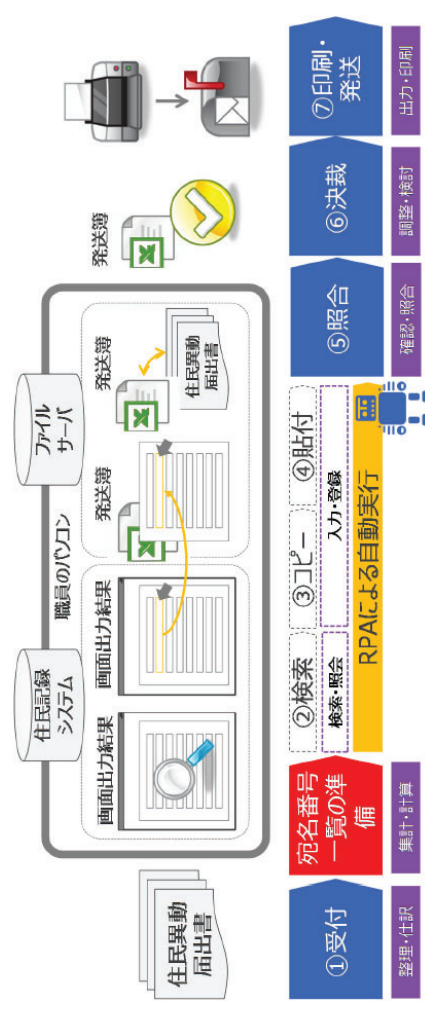 住民異動
届出書
住民記録
システム
職員のパソコン
ファイル
サーバ
画面出力結果
画面出力結果
発送簿
発送簿
住民異動
届出書
発送簿
①受付
宛名番号
一覧の準
備
②検索
③コピー
④貼付
⑤照合
⑥決裁
⑦印刷・
発送
検索・照会
入力・登録
RPAによる自動実行
整理・仕訳
集計・計算
確認・照合
調整・検討
出力・印刷